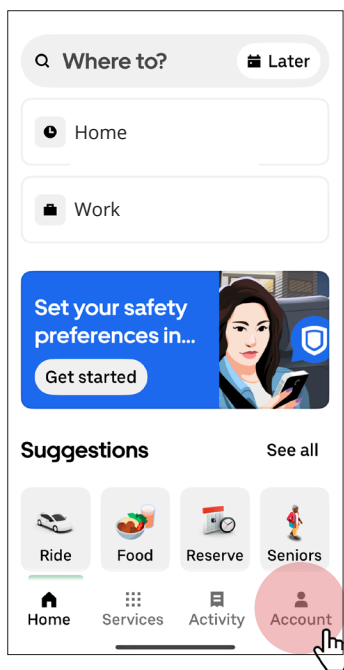 Where to? Later
Home
Work
Set your safety
preferences in...
Get started
Suggestions See all
Ride Food Reserve Seniors
Home Services Activity Account